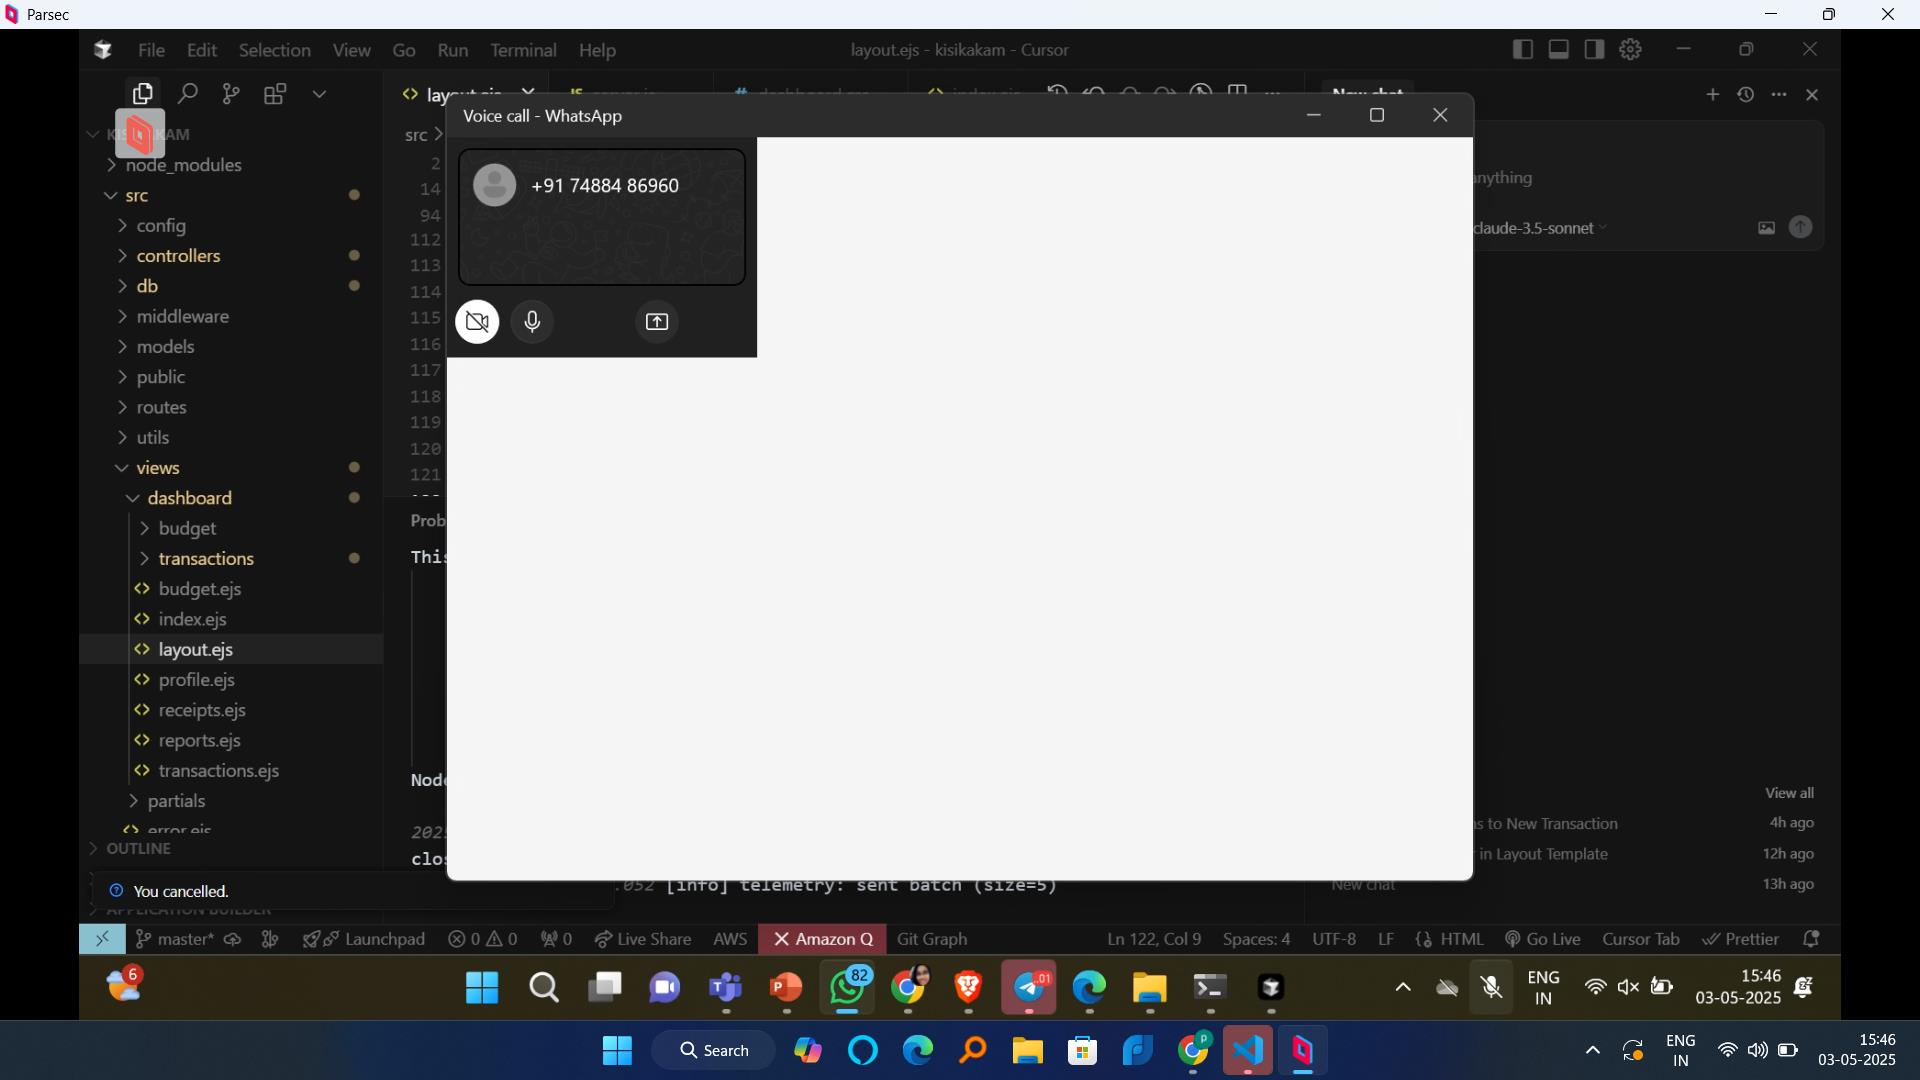 Parsec
File Edit Selection View Go Run Terminal Help
layout.ejs - kisikakam - Cursor
New chat
Voice call - WhatsApp
src
node_modules
src
config
controllers
db
middleware
models
public
routes
utils
views
dashboard
budget
transactions
budget.ejs
index.ejs
layout.ejs
profile.ejs
receipts.ejs
reports.ejs
transactions.ejs
partials
error.ejs
OUTLINE
APPLICATION BUILDER
You cancelled.
2
14
94
112
113
114
115
116
117
118
119
120
121
+91 74884 86960
anything
claude-3.5-sonnet
View all
to New Transaction 4h ago
in Layout Template 12h ago
New chat 13h ago
.052 [info] telemetry: sent batch (size=5)
master* Launchpad 0 0 0 Live Share AWS Amazon Q Git Graph Ln 122, Col 9 Spaces: 4 UTF-8 LF HTML Go Live Cursor Tab Prettier
6
82
ENG
IN
15:46
03-05-2025
Search
ENG
IN
15:46
03-05-2025